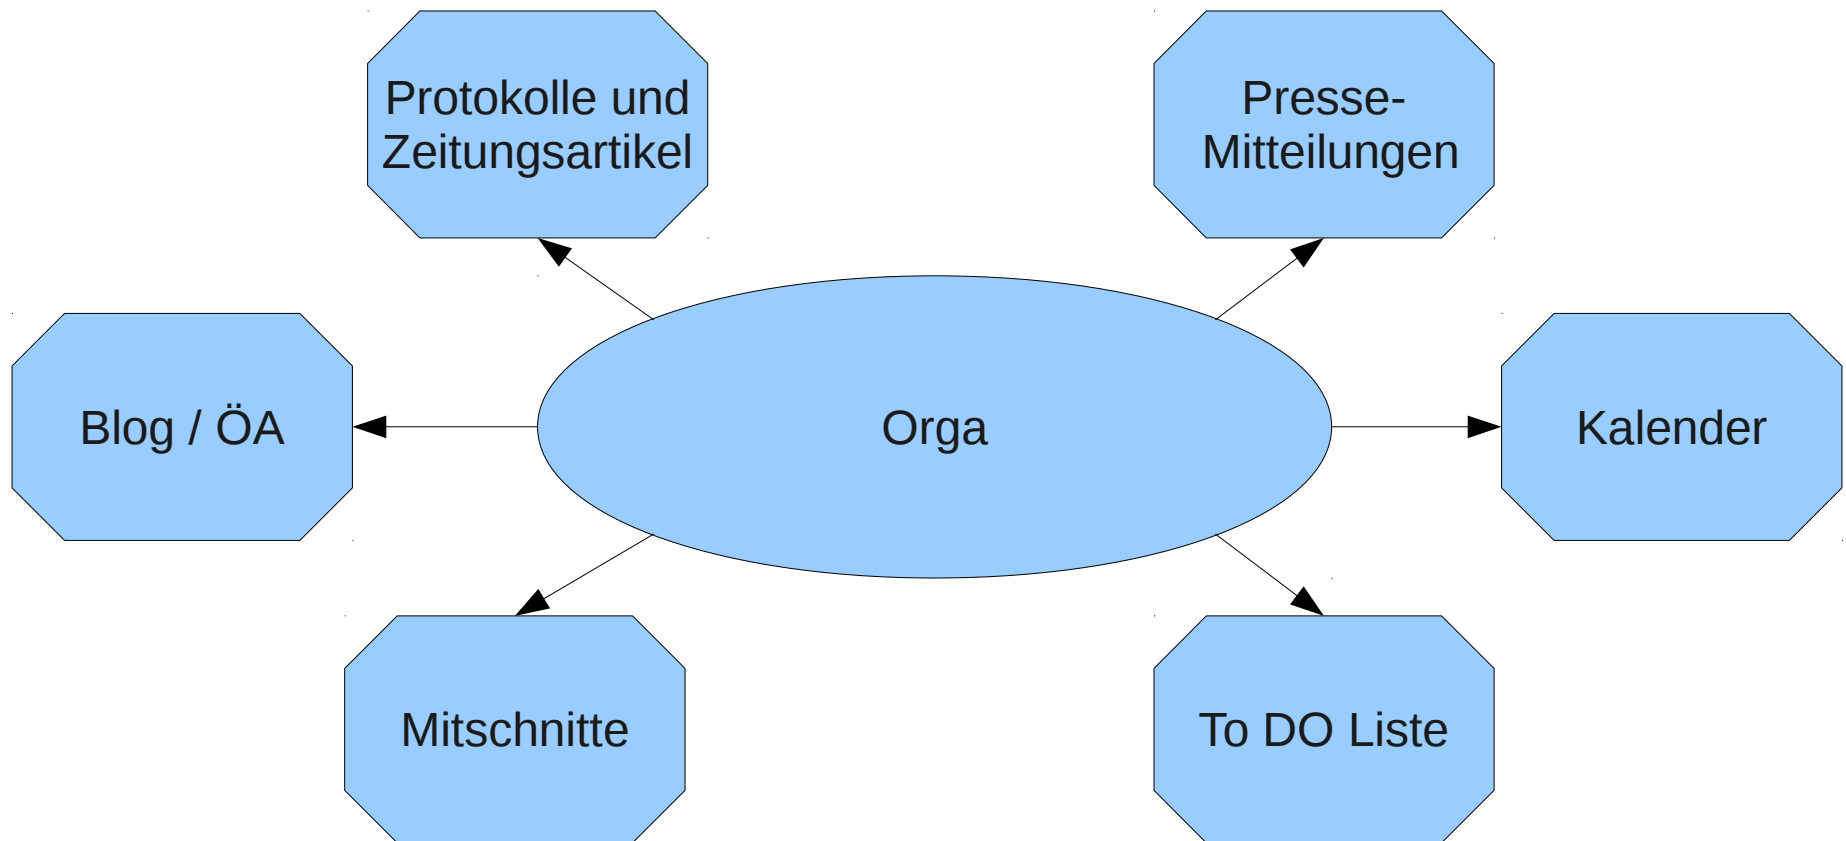 Protokolle und
Zeitungsartikel
Presse-
Mitteilungen
Blog / ÖA
Orga
Kalender
Mitschnitte
To DO Liste